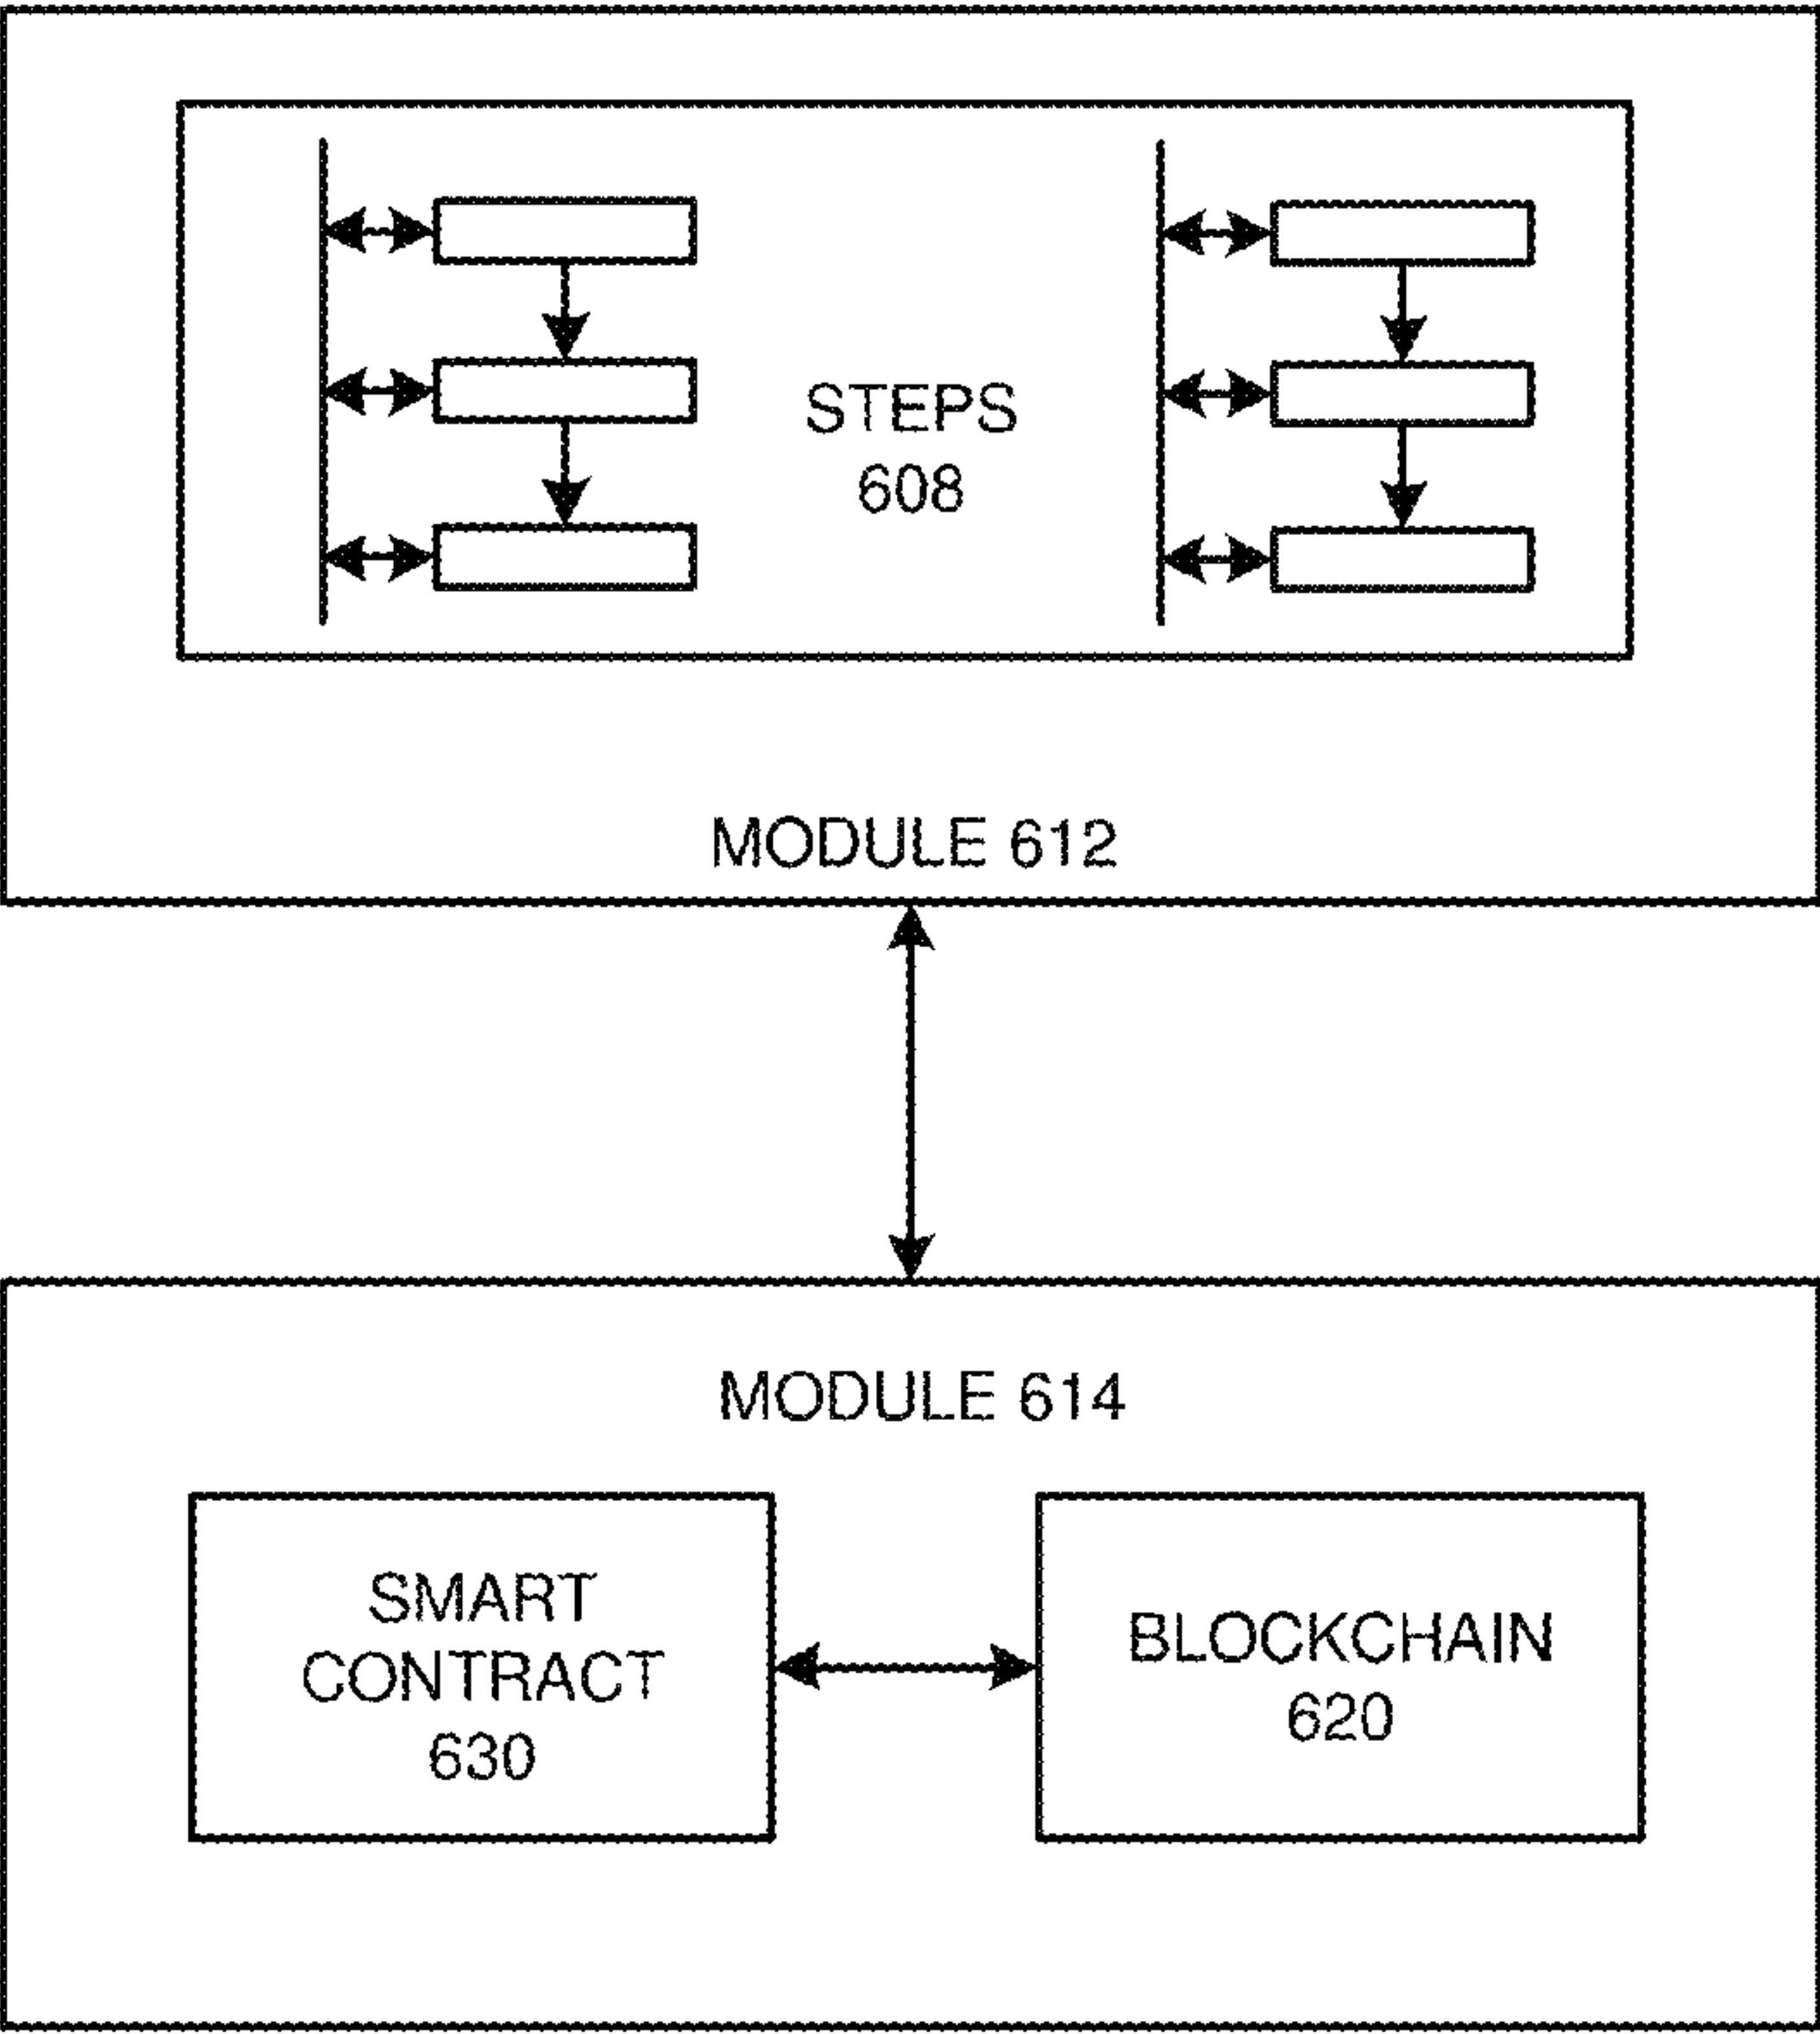 STEPS
608
MODULE 612
MODULE 614
SMART
CONTRACT
630
BLOCKCHAIN
620